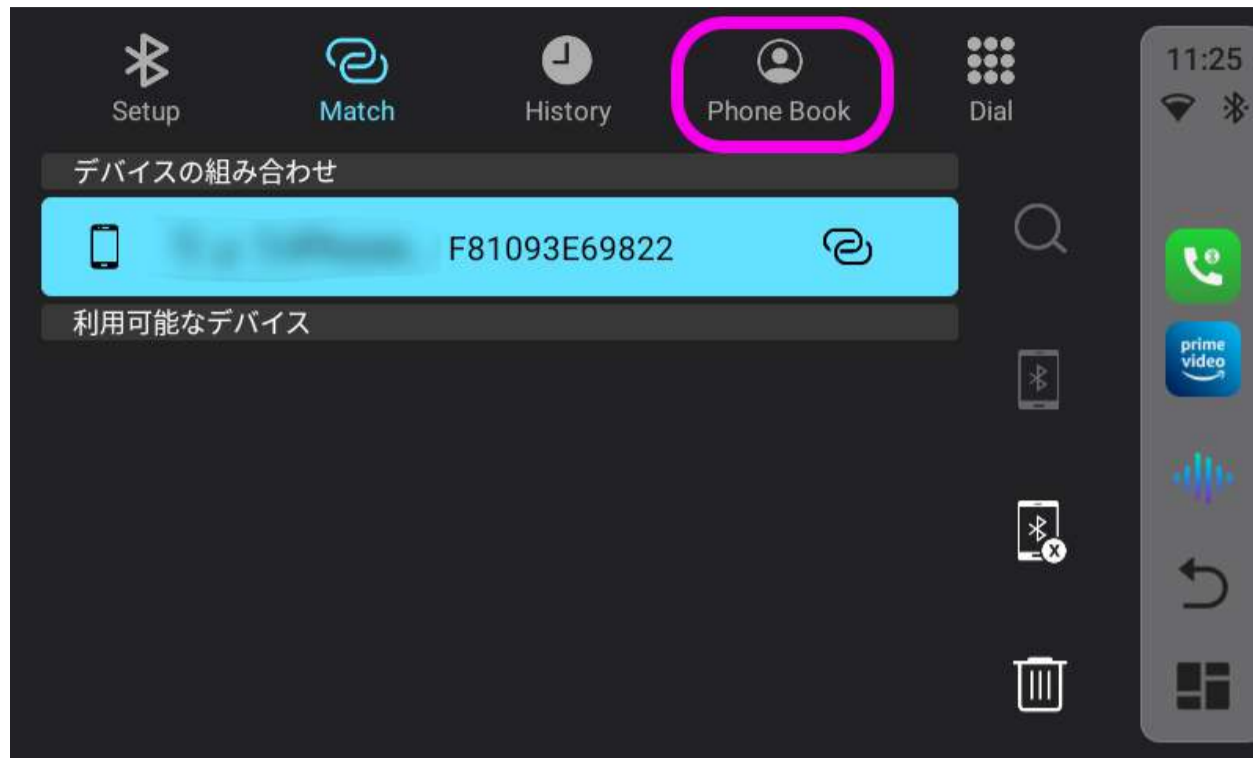 Setup
Match
History
Phone Book
Dial
11:25
デバイスの組み合わせ
F81093E69822
利用可能なデバイス
prime
video
X